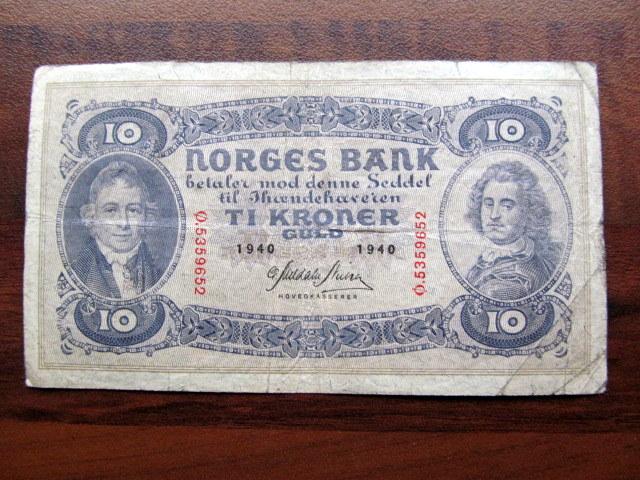 10 10
NORGES BANK
betaler mod denne Seddel
til Ihændehaveren
TI KRONER
GULD
1940 1940
HOVEDKASSERER
Ø.5359652
Ø.5359652
10 10